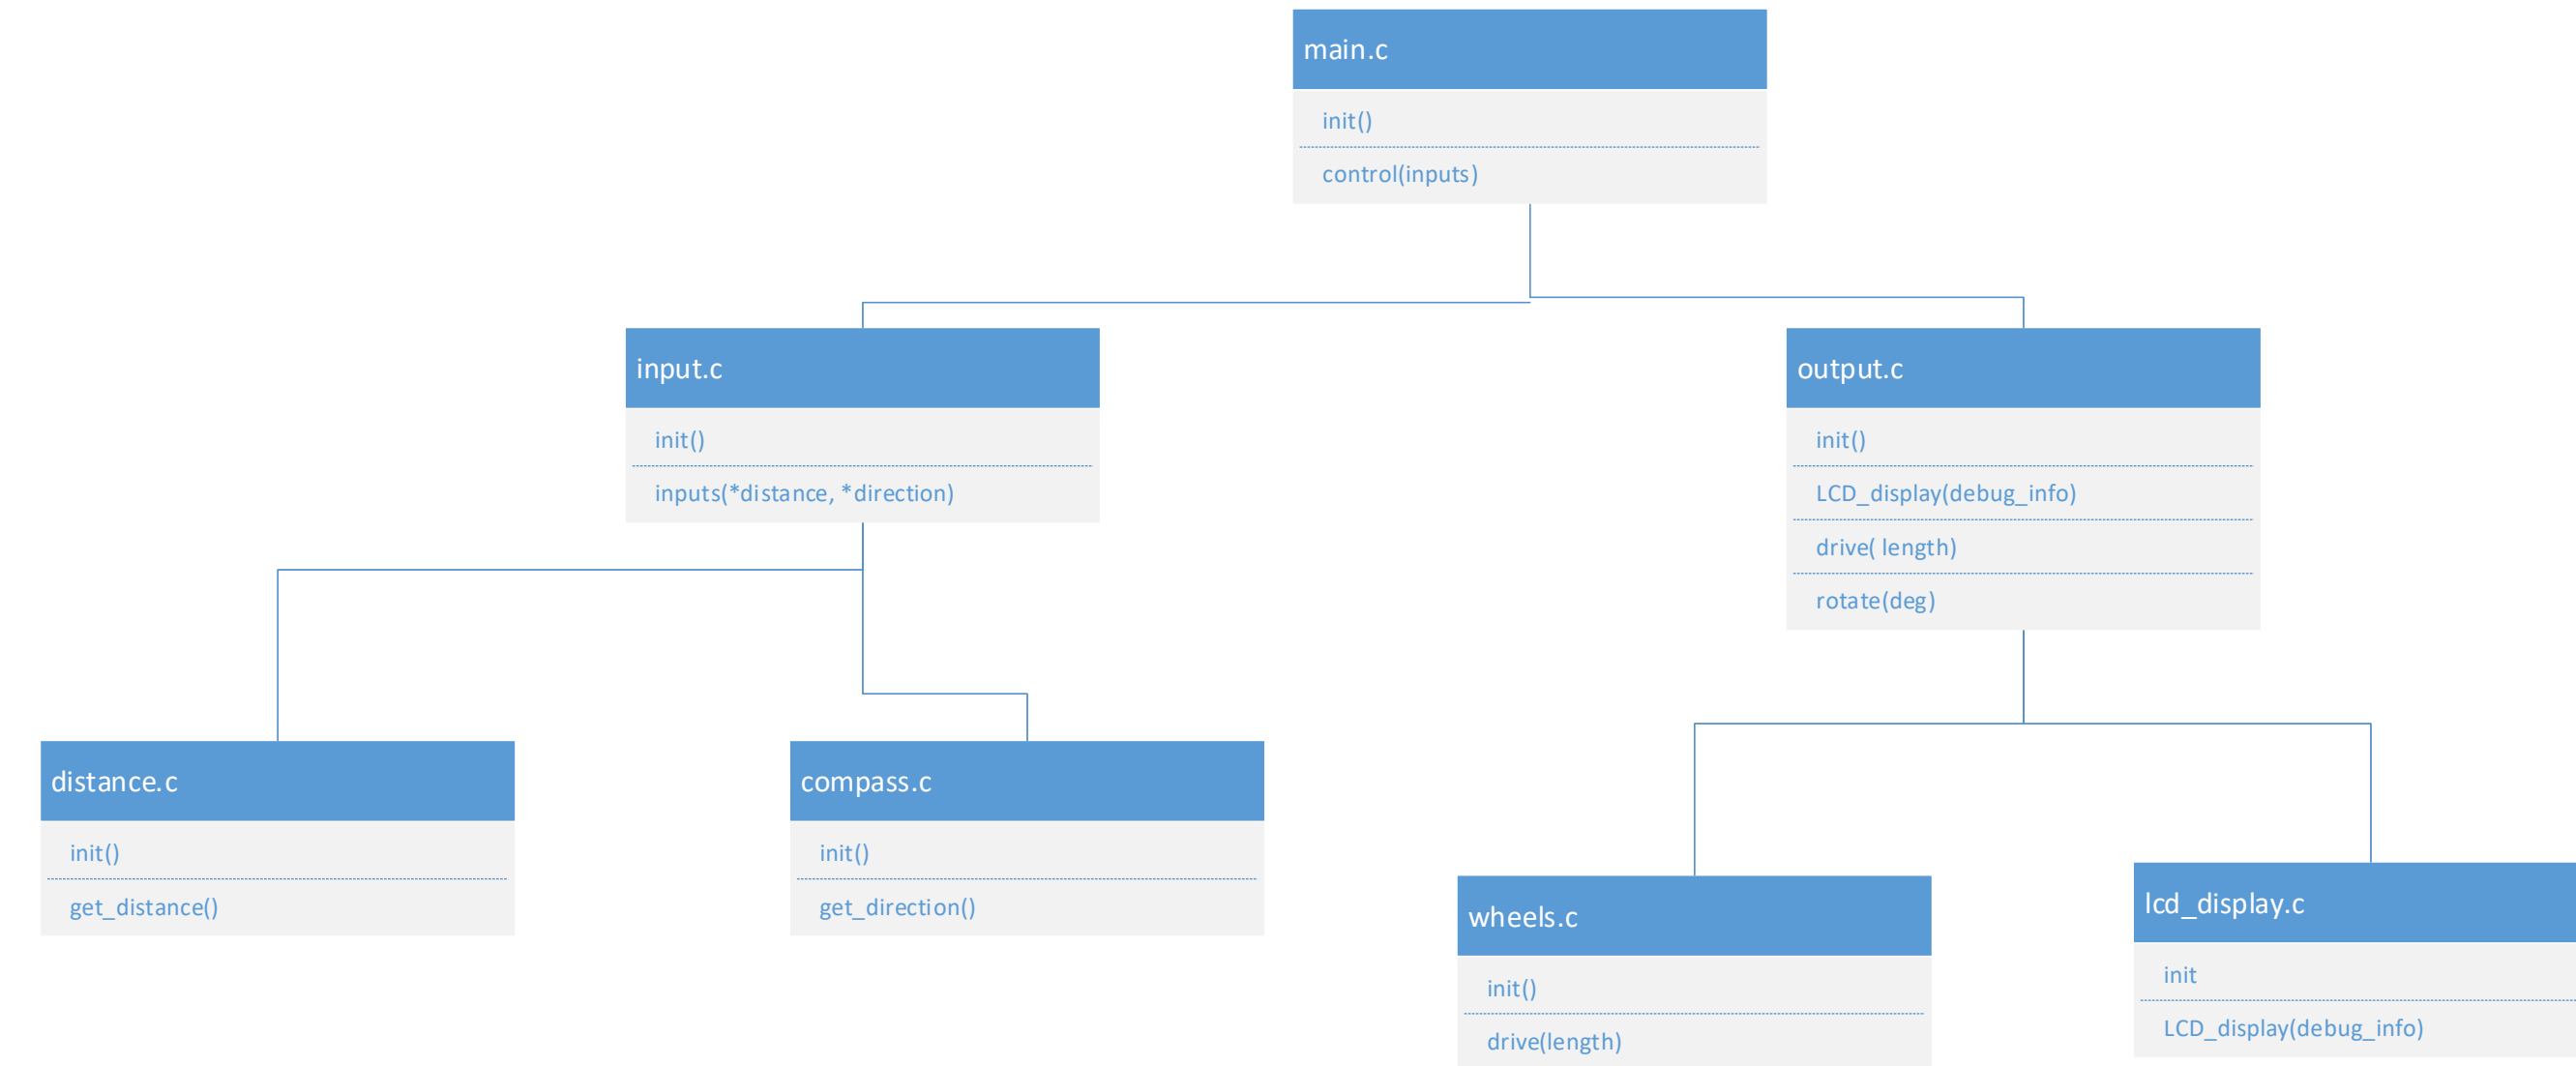 main.c
init()
control(inputs)
input.c
init()
inputs(*distance, *direction)
output.c
init()
LCD_display(debug_info)
drive( length)
rotate(deg)
distance.c
init()
get_distance()
compass.c
init()
get_direction()
wheels.c
init()
drive(length)
lcd_display.c
init
LCD_display(debug_info)